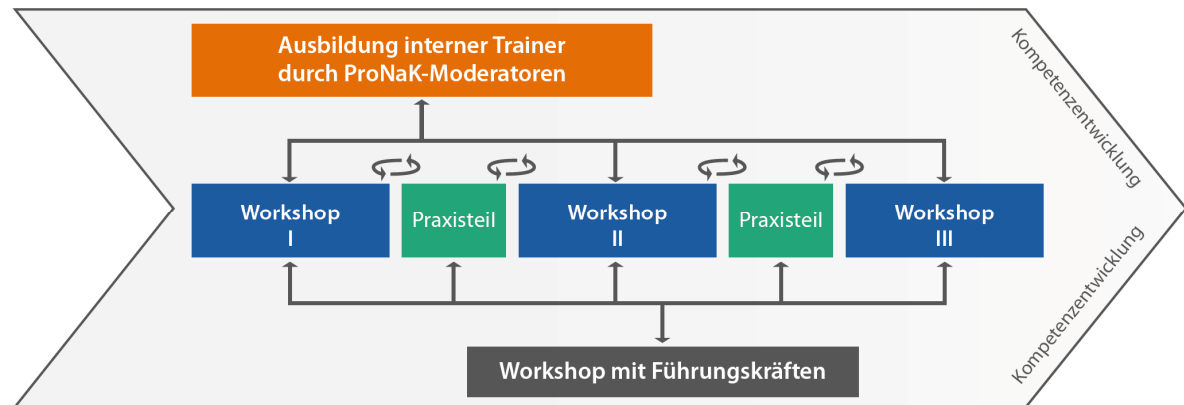 Ausbildung interner Trainer
durch ProNaK-Moderatoren
Kompetenzentwicklung
Workshop
I
Praxisteil
Workshop
II
Praxisteil
Workshop
III
Kompetenzentwicklung
Workshop mit Führungskräften